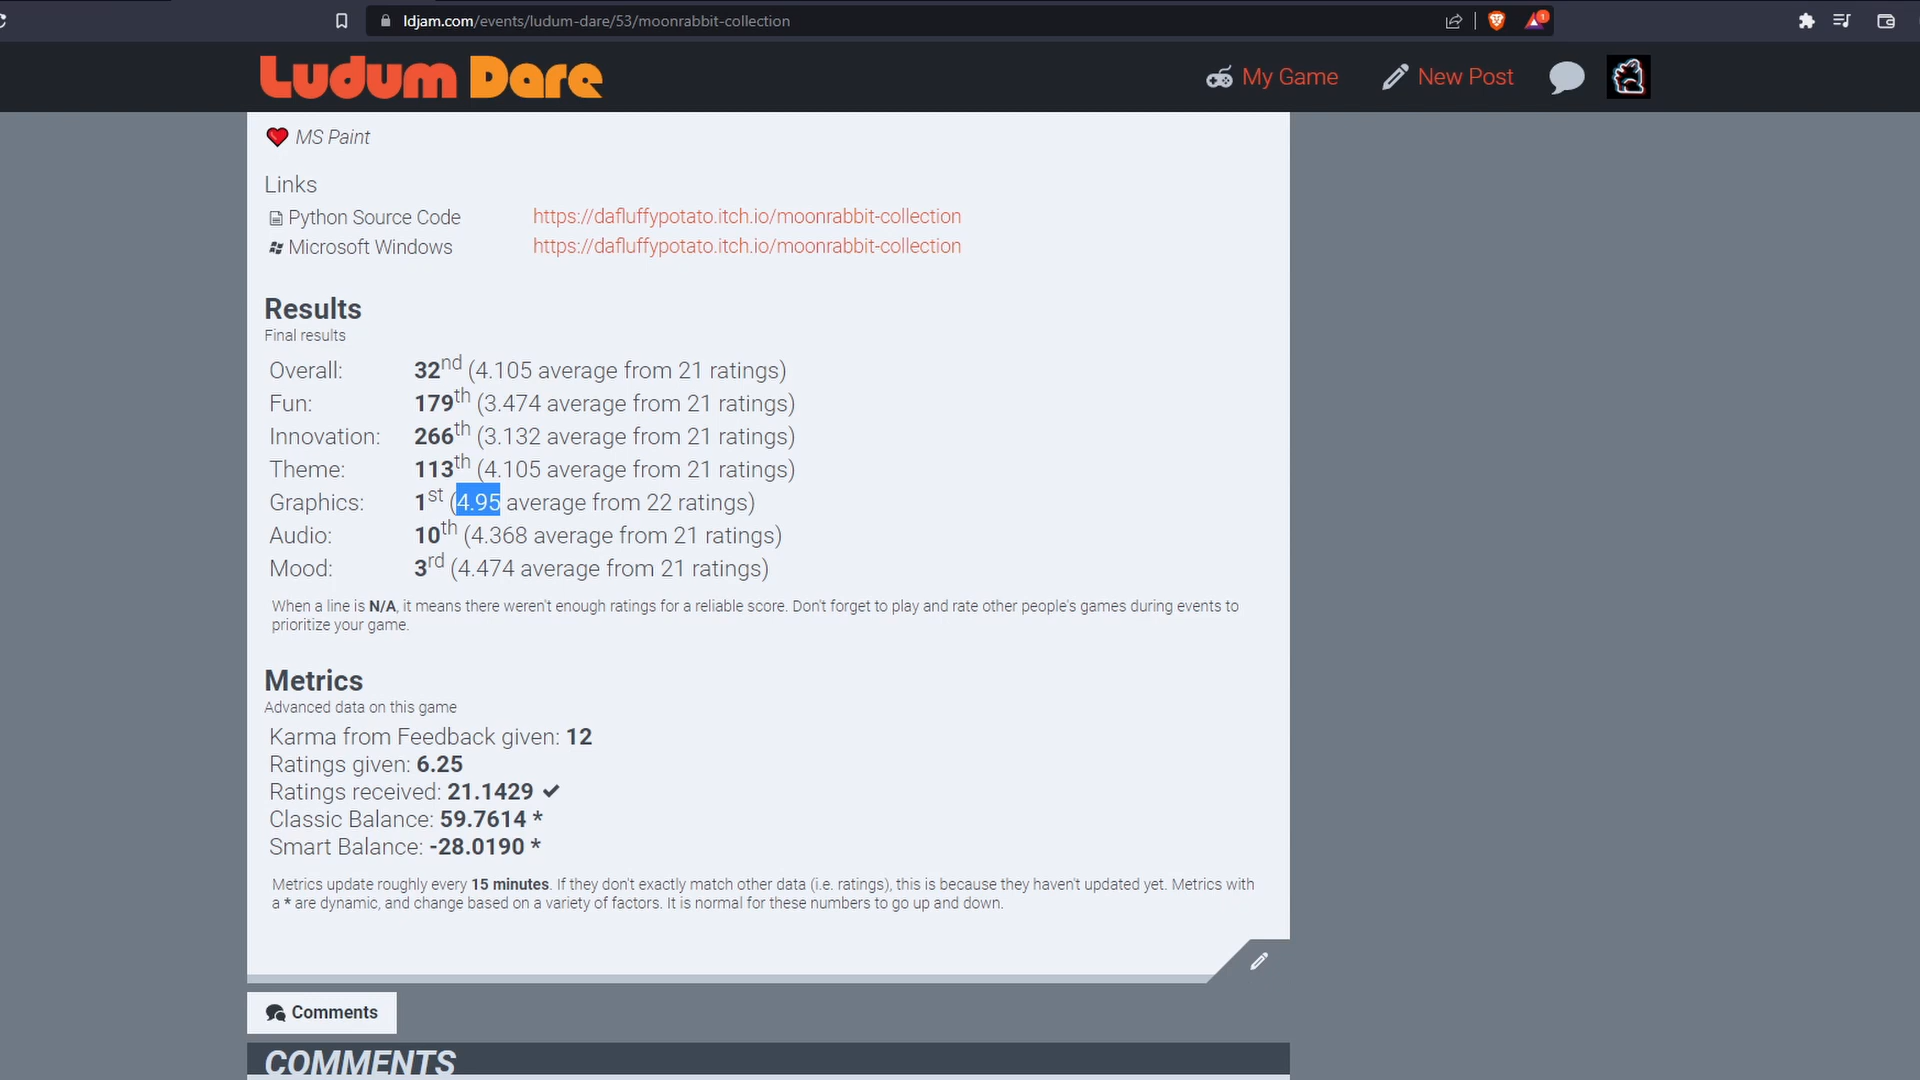 ldjam.com/events/ludum-dare/53/moonrabbit-collection
1
Ludum Dare
My Game
New Post
MS Paint
Links
Python Source Code https://dafluffypotato.itch.io/moonrabbit-collection
Microsoft Windows https://dafluffypotato.itch.io/moonrabbit-collection
Results
Final results
Overall: 32nd (4.105 average from 21 ratings)
Fun: 179th (3.474 average from 21 ratings)
Innovation: 266th (3.132 average from 21 ratings)
Theme: 113th (4.105 average from 21 ratings)
Graphics: 1st (4.95 average from 22 ratings)
Audio: 10th (4.368 average from 21 ratings)
Mood: 3rd (4.474 average from 21 ratings)
When a line is N/A, it means there weren't enough ratings for a reliable score. Don't forget to play and rate other people's games during events to
prioritize your game.
Metrics
Advanced data on this game
Karma from Feedback given: 12
Ratings given: 6.25
Ratings received: 21.1429 ✔
Classic Balance: 59.7614 *
Smart Balance: -28.0190 *
Metrics update roughly every 15 minutes. If they don't exactly match other data (i.e. ratings), this is because they haven't updated yet. Metrics with
a * are dynamic, and change based on a variety of factors. It is normal for these numbers to go up and down.
Comments
COMMENTS